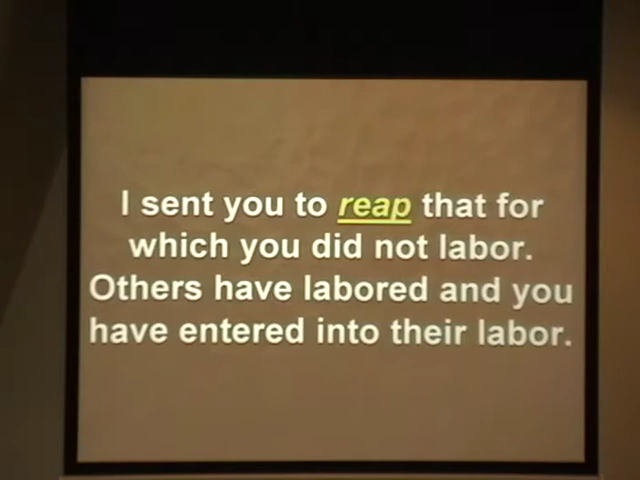 I sent you to reap that for
which you did not labor.
Others have labored and you
have entered into their labor.